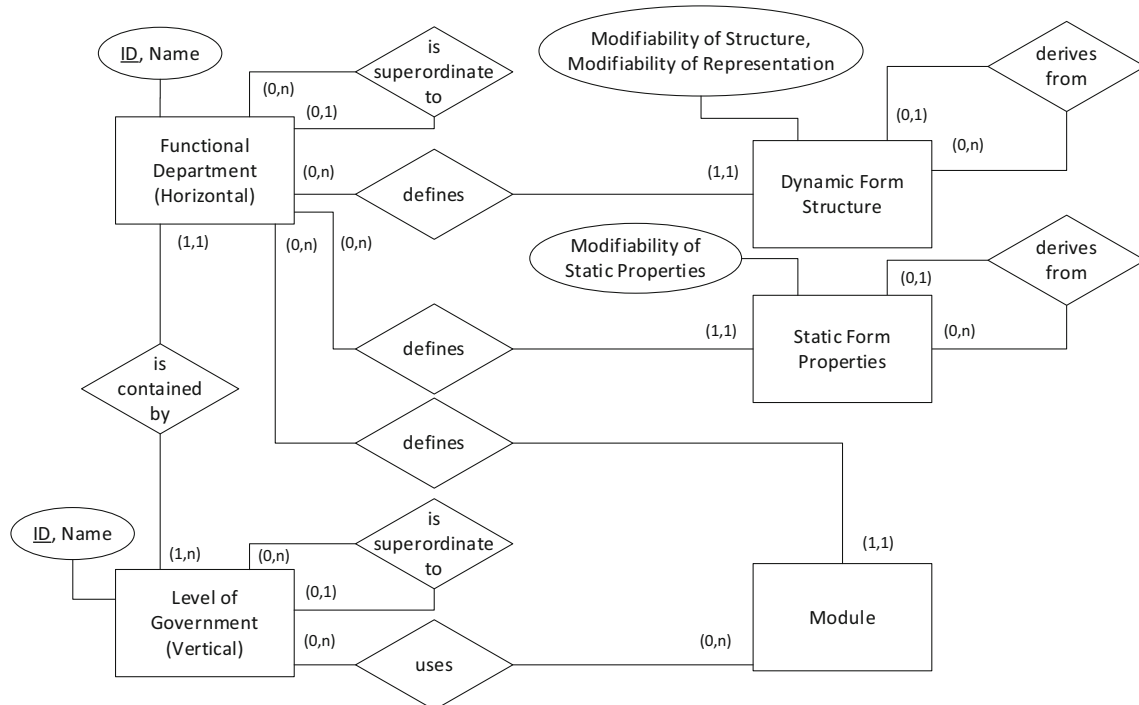 ID, Name
is
superordinate
to
(0,n)
(0,1)
Functional
Department
(Horizontal)
Modifiability of Structure,
Modifiability of Representation
derives
from
(0,1)
(0,n)
(0,n)
defines
(1,1)
Dynamic Form
Structure
(1,1)
(0,n)
(0,n)
Modifiability of
Static Properties
derives
from
(0,1)
(0,n)
defines
(1,1)
Static Form
Properties
is
contained
by
defines
ID, Name
is
superordinate
to
(1,n)
(0,n)
(0,1)
(1,1)
Level of
Government
(Vertical)
(0,n)
uses
(0,n)
Module